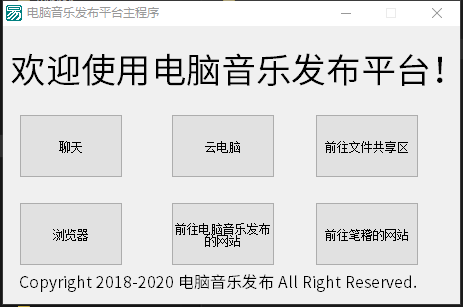 电脑音乐发布平台主程序
欢迎使用电脑音乐发布平台!
聊天
云电脑
前往文件共享区
浏览器
前往电脑音乐发布
的网站
前往笔稽的网站
Copyright 2018-2020 电脑音乐发布 All Right Reserved.